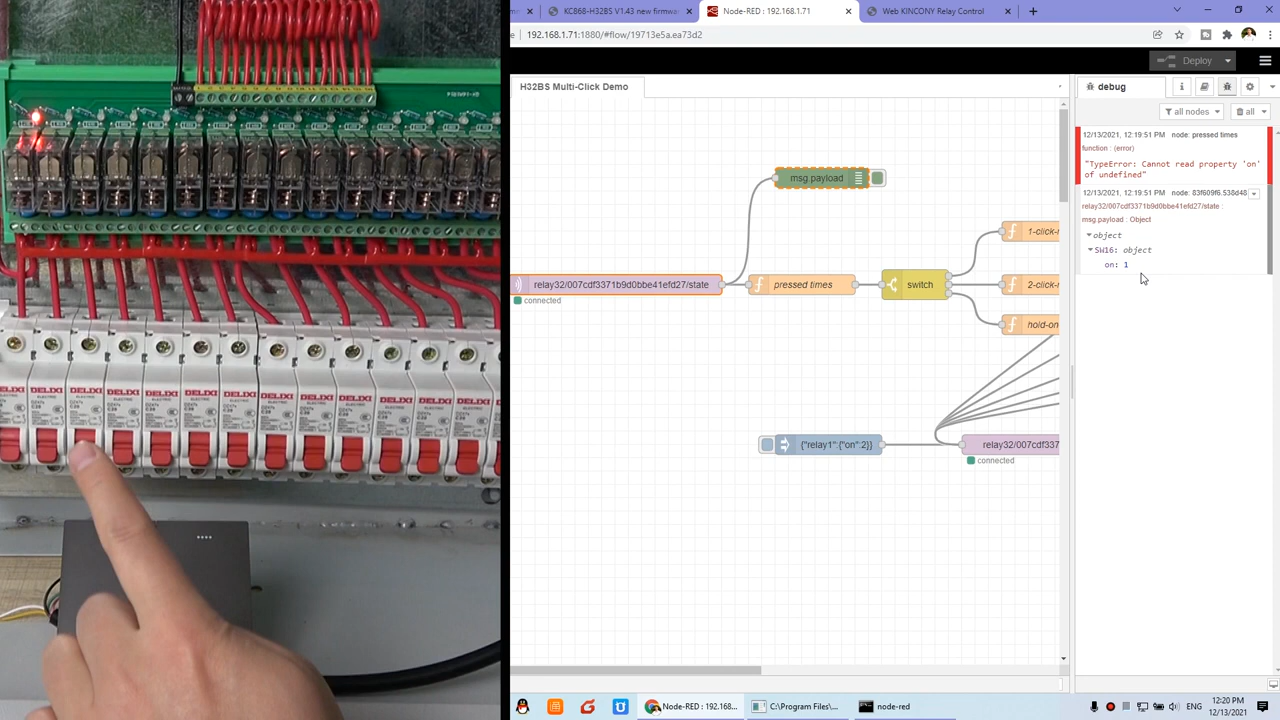 KC868-H32BS V1.43 new firmw
Node-RED : 192.168.1.71
Web KINCONY Relay Control
192.168.1.71:1880/#flow/19713e5a.ea73d2
Deploy
H32BS Multi-Click Demo
debug
all nodes
all
12/13/2021, 12:19:51 PM node: pressed times
function : (error)
"TypeError: Cannot read property 'on'
of undefined"
12/13/2021, 12:19:51 PM node: 83f609f6.538d48
relay32/007cdf3371b9d0bbe41efd27/state :
msg.payload : Object
object
SW16: object
on: 1
msg.payload
relay32/007cdf3371b9d0bbe41efd27/state
connected
pressed times
switch
1-click-r
2-click-r
hold-on
{"relay1":{"on":2}}
relay32/007cdf337
connected
DELIXI
DELIXI
DELIXI
DELIXI
DELIXI
DELIXI
DELIXI
DELIXI
DELIXI
DELIXI
DELIXI
Node-RED : 192.168...
C:\Program Files\...
node-red
ENG
12:20 PM
12/13/2021